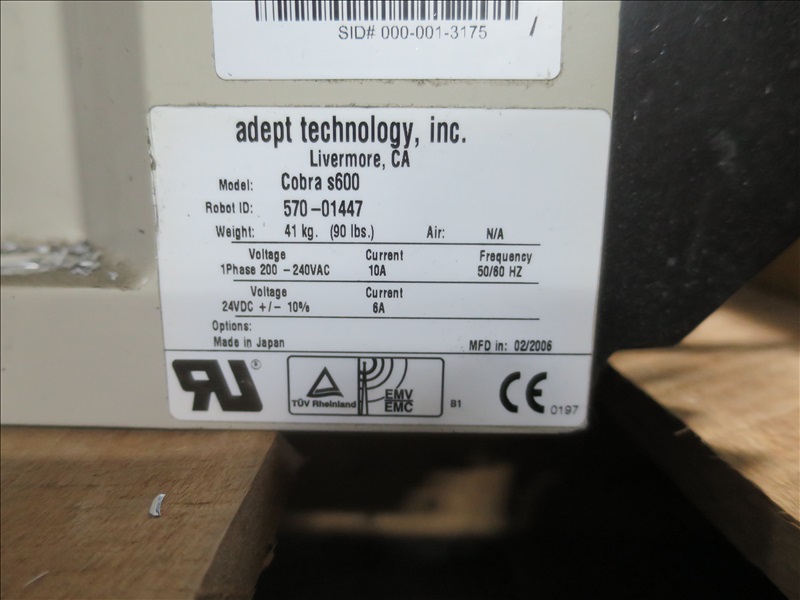 SID# 000-001-3175
adept technology, inc.
Livermore, CA
Model: Cobra s600
Robot ID: 570-01447
Weight: 41 kg. (90 lbs.) Air: N/A
Voltage Current Frequency
1Phase 200 -240VAC 10A 50/60 HZ
Voltage Current
24VDC +/- 10% 6A
Options:
Made in Japan MFD in: 02/2006
RU ®
TÜV Rheinland EMV EMC B1 CE 0197